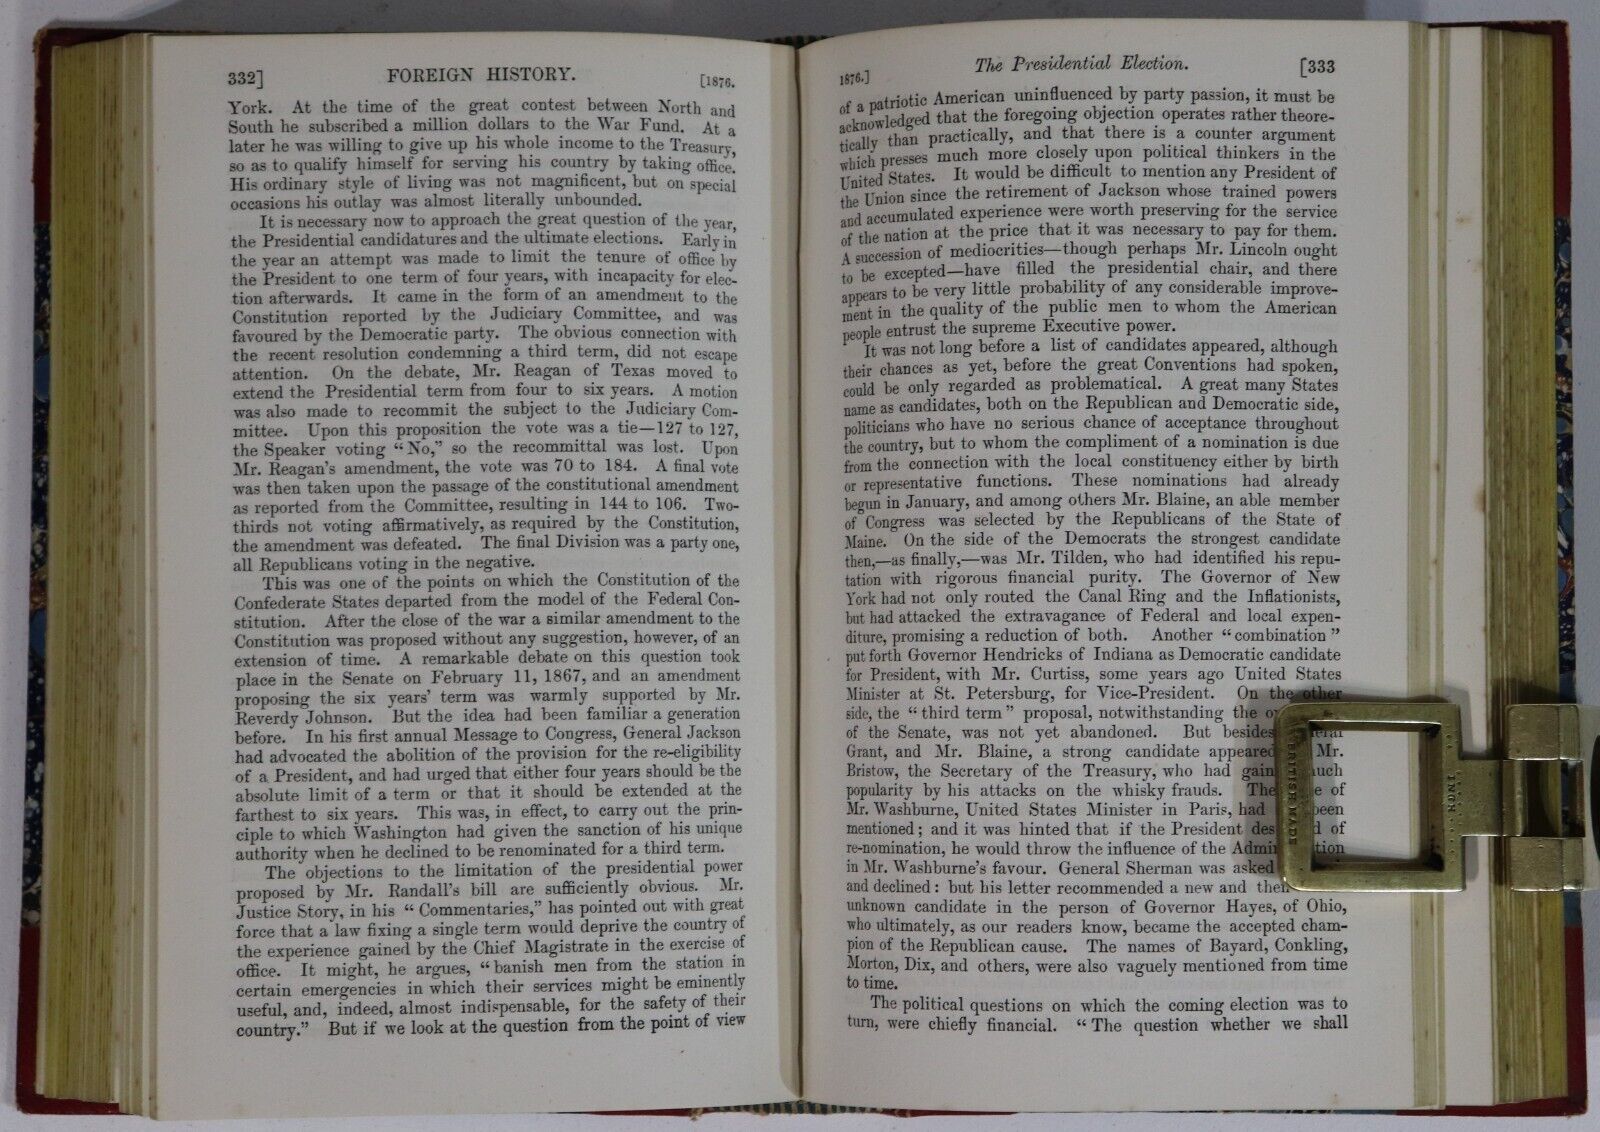 332] FOREIGN HISTORY. [1876.
York. At the time of the great contest between North and
South he subscribed a million dollars to the War Fund. At a
later he was willing to give up his whole income to the Treasury,
so as to qualify himself for serving his country by taking office.
His ordinary style of living was not magnificent, but on special
occasions his outlay was almost literally unbounded.
It is necessary now to approach the great question of the year,
the Presidential candidatures and the ultimate elections. Early in
the year an attempt was made to limit the tenure of office by
the President to one term of four years, with incapacity for elec-
tion afterwards. It came in the form of an amendment to the
Constitution reported by the Judiciary Committee, and was
favoured by the Democratic party. The obvious connection with
the recent resolution condemning a third term, did not escape
attention. On the debate, Mr. Reagan of Texas moved to
extend the Presidential term from four to six years. A motion
was also made to recommit the subject to the Judiciary Com-
mittee. Upon this proposition the vote was a tie—127 to 127,
the Speaker voting "No," so the recommittal was lost. Upon
Mr. Reagan's amendment, the vote was 70 to 184. A final vote
was then taken upon the passage of the constitutional amendment
as reported from the Committee, resulting in 144 to 106. Two-
thirds not voting affirmatively, as required by the Constitution,
the amendment was defeated. The final Division was a party one,
all Republicans voting in the negative.
This was one of the points on which the Constitution of the
Confederate States departed from the model of the Federal Con-
stitution. After the close of the war a similar amendment to the
Constitution was proposed without any suggestion, however, of an
extension of time. A remarkable debate on this question took
place in the Senate on February 11, 1867, and an amendment
proposing the six years' term was warmly supported by Mr.
Reverdy Johnson. But the idea had been familiar a generation
before. In his first annual Message to Congress, General Jackson
had advocated the abolition of the provision for the re-eligibility
of a President, and had urged that either four years should be the
absolute limit of a term or that it should be extended at the
farthest to six years. This was, in effect, to carry out the prin-
ciple to which Washington had given the sanction of his unique
authority when he declined to be renominated for a third term.
The objections to the limitation of the presidential power
proposed by Mr. Randall's bill are sufficiently obvious. Mr.
Justice Story, in his "Commentaries," has pointed out with great
force that a law fixing a single term would deprive the country of
the experience gained by the Chief Magistrate in the exercise of
office. It might, he argues, "banish men from the station in
certain emergencies in which their services might be eminently
useful, and, indeed, almost indispensable, for the safety of their
country." But if we look at the question from the point of view
1876.] The Presidential Election. [333
of a patriotic American uninfluenced by party passion, it must be
acknowledged that the foregoing objection operates rather theore-
tically than practically, and that there is a counter argument
which presses much more closely upon political thinkers in the
United States. It would be difficult to mention any President of
the Union since the retirement of Jackson whose trained powers
and accumulated experience were worth preserving for the service
of the nation at the price that it was necessary to pay for them.
A succession of mediocrities—though perhaps Mr. Lincoln ought
to be excepted—have filled the presidential chair, and there
appears to be very little probability of any considerable improve-
ment in the quality of the public men to whom the American
people entrust the supreme Executive power.
It was not long before a list of candidates appeared, although
their chances as yet, before the great Conventions had spoken,
could be only regarded as problematical. A great many States
name as candidates, both on the Republican and Democratic side,
politicians who have no serious chance of acceptance throughout
the country, but to whom the compliment of a nomination is due
from the connection with the local constituency either by birth
or representative functions. These nominations had already
begun in January, and among others Mr. Blaine, an able member
of Congress was selected by the Republicans of the State of
Maine. On the side of the Democrats the strongest candidate
then,—as finally,—was Mr. Tilden, who had identified his repu-
tation with rigorous financial purity. The Governor of New
York had not only routed the Canal Ring and the Inflationists,
but had attacked the extravagance of Federal and local expen-
diture, promising a reduction of both. Another "combination"
put forth Governor Hendricks of Indiana as Democratic candidate
for President, with Mr. Curtiss, some years ago United States
Minister at St. Petersburg, for Vice-President. On the other
side, the "third term" proposal, notwithstanding the
of the Senate, was not yet abandoned. But besides
Grant, and Mr. Blaine, a strong candidate appeared Mr.
Bristow, the Secretary of the Treasury, who had
popularity by his attacks on the whisky frauds. of
Mr. Washburne, United States Minister in Paris, had been
mentioned; and it was hinted that if the President of
re-nomination, he would throw the influence of the
in Mr. Washburne's favour. General Sherman was asked
and declined: but his letter recommended a new and
unknown candidate in the person of Governor Hayes, of Ohio,
who ultimately, as our readers know, became the accepted cham-
pion of the Republican cause. The names of Bayard, Conkling,
Morton, Dix, and others, were also vaguely mentioned from time
to time.
The political questions on which the coming election was to
turn, were chiefly financial. "The question whether we shall
BRITISH MADE
INCH